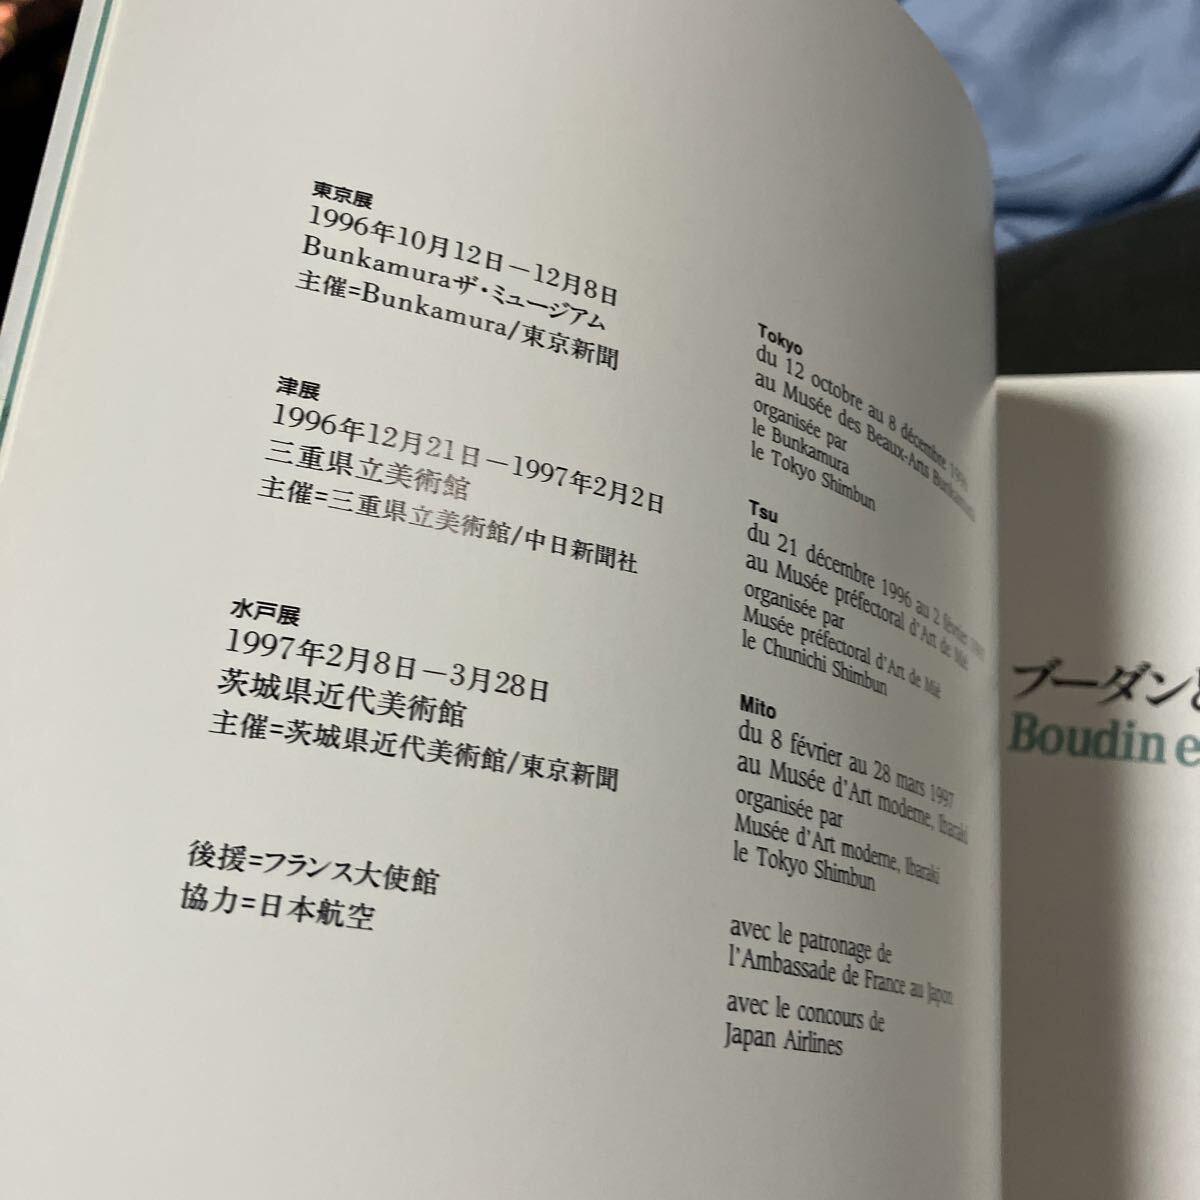 東京展
1996年10月12日－12月8日
Bunkamuraザ・ミュージアム
主催=Bunkamura/東京新聞
津展
1996年12月21日－1997年2月2日
三重県立美術館
主催=三重県立美術館/中日新聞社
水戸展
1997年2月8日－3月28日
茨城県近代美術館
主催=茨城県近代美術館/東京新聞
後援=フランス大使館
協力=日本航空
Tokyo
du 12 octobre au 8 décembre 1996
au Musée des Beaux-Arts Bunkamura
organisée par
le Bunkamura
le Tokyo Shimbun
Tsu
du 21 décembre 1996 au 2 février 1997
au Musée préfectoral d'Art de Mié
organisée par
Musée préfectoral d'Art de Mié
le Chunichi Shimbun
Mito
du 8 février au 28 mars 1997
au Musée d'Art moderne, Ibaraki
organisée par
Musée d'Art moderne, Ibaraki
le Tokyo Shimbun
avec le patronage de
l'Ambassade de France au Japon
avec le concours de
Japan Airlines
ブーダン
Boudin e